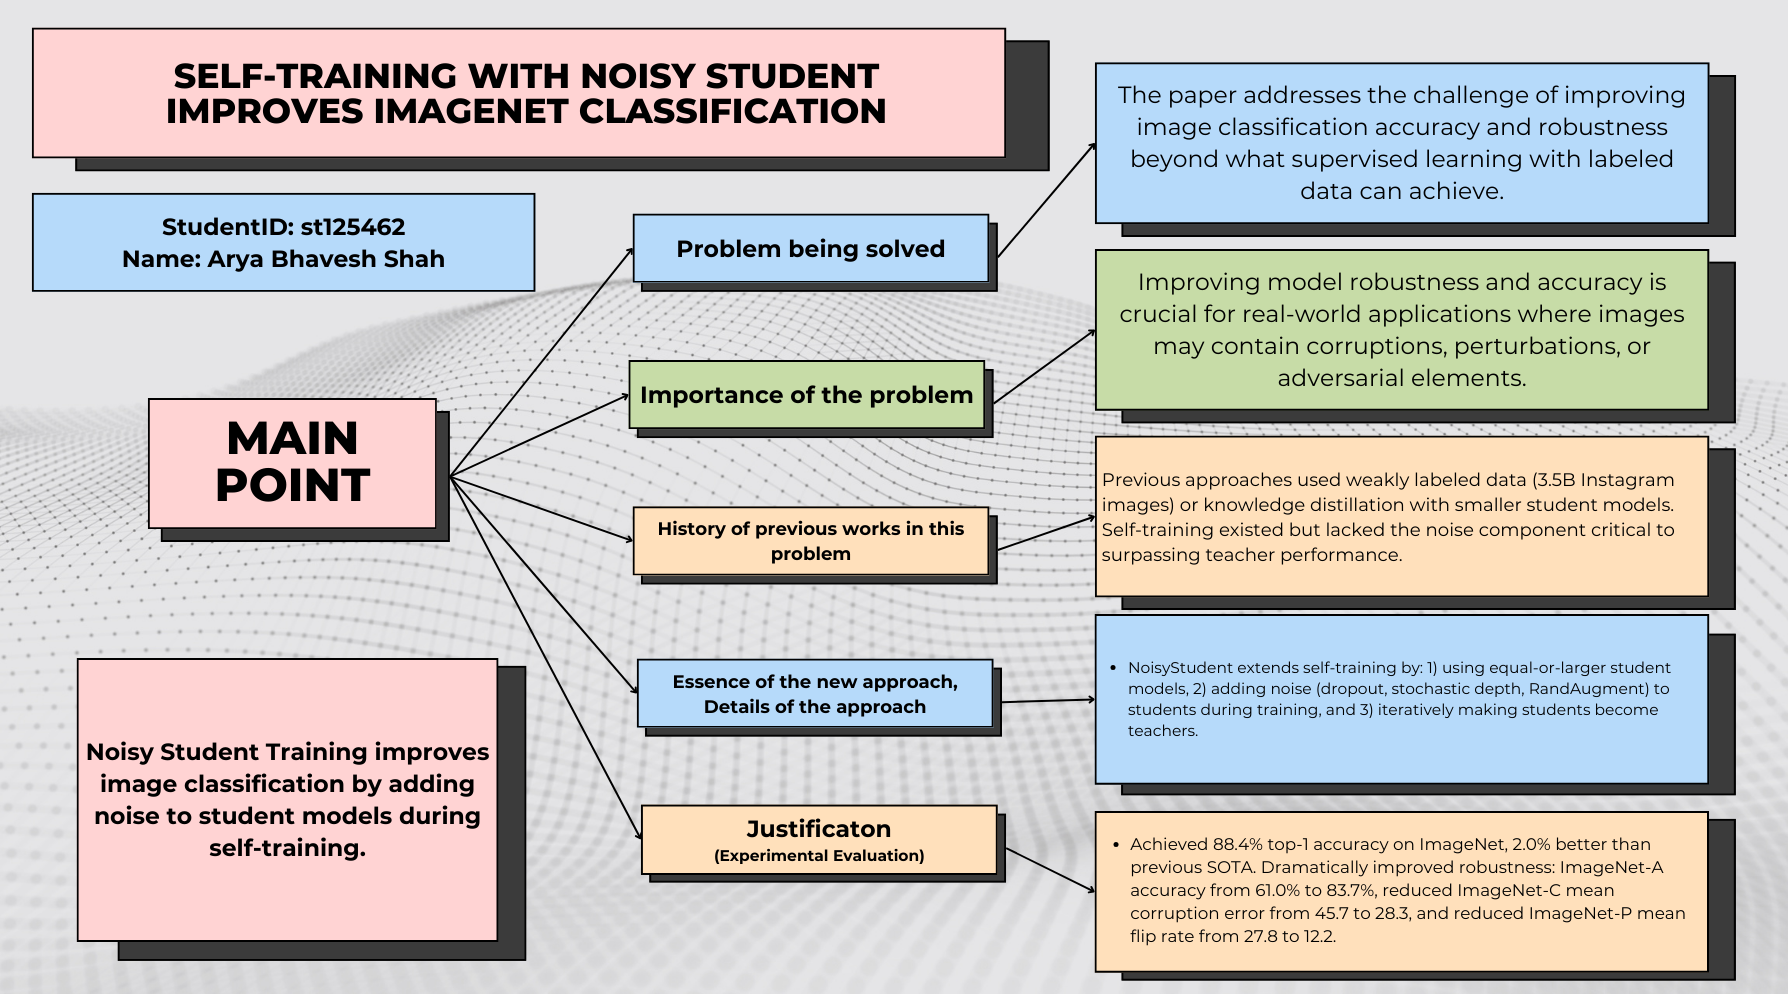 SELF-TRAINING WITH NOISY STUDENT
IMPROVES IMAGENET CLASSIFICATION
StudentID: st125462
Name: Arya Bhavesh Shah
MAIN
POINT
Noisy Student Training improves
image classification by adding
noise to student models during
self-training.
Problem being solved
The paper addresses the challenge of improving
image classification accuracy and robustness
beyond what supervised learning with labeled
data can achieve.
Importance of the problem
Improving model robustness and accuracy is
crucial for real-world applications where images
may contain corruptions, perturbations, or
adversarial elements.
History of previous works in this
problem
Previous approaches used weakly labeled data (3.5B Instagram
images) or knowledge distillation with smaller student models.
Self-training existed but lacked the noise component critical to
surpassing teacher performance.
Essence of the new approach,
Details of the approach
• NoisyStudent extends self-training by: 1) using equal-or-larger student
models, 2) adding noise (dropout, stochastic depth, RandAugment) to
students during training, and 3) iteratively making students become
teachers.
Justificaton
(Experimental Evaluation)
• Achieved 88.4% top-1 accuracy on ImageNet, 2.0% better than
previous SOTA. Dramatically improved robustness: ImageNet-A
accuracy from 61.0% to 83.7%, reduced ImageNet-C mean
corruption error from 45.7 to 28.3, and reduced ImageNet-P mean
flip rate from 27.8 to 12.2.